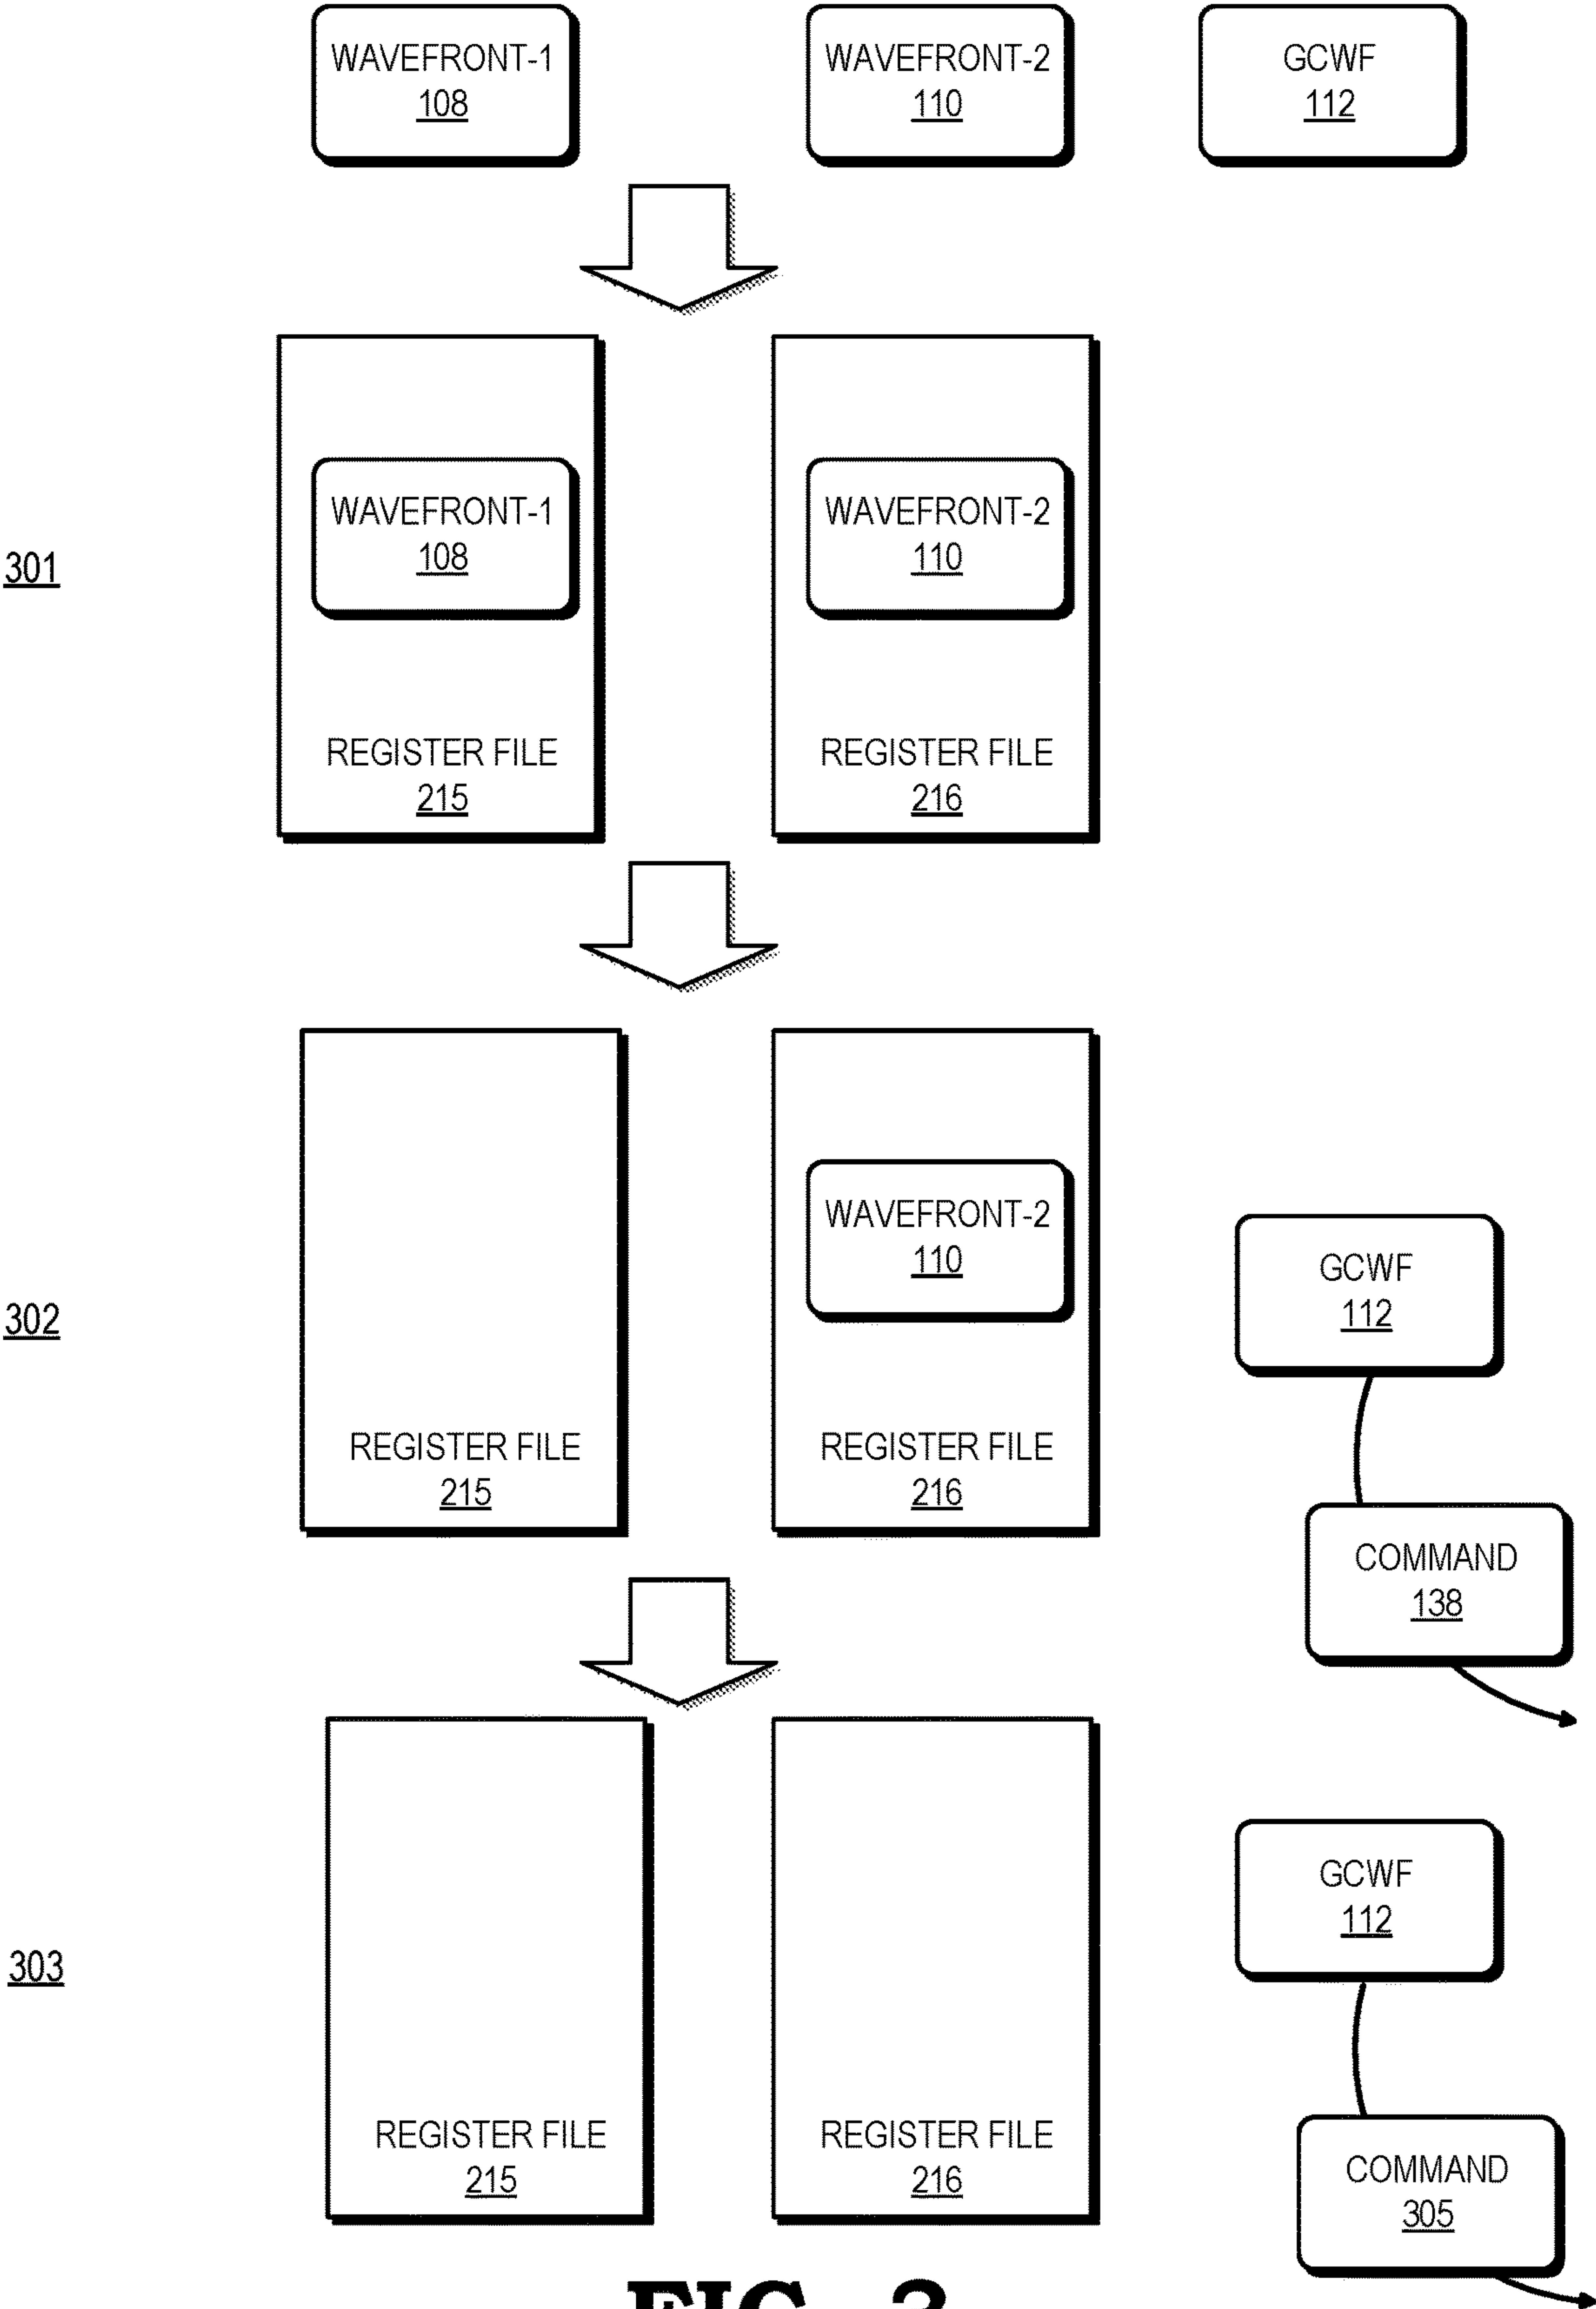 WAVEFRONT-1
108
WAVEFRONT-2
110
GCWF
112
301
WAVEFRONT-1
108
REGISTER FILE
215
WAVEFRONT-2
110
REGISTER FILE
216
302
REGISTER FILE
215
WAVEFRONT-2
110
REGISTER FILE
216
GCWF
112
COMMAND
138
303
REGISTER FILE
215
REGISTER FILE
216
GCWF
112
COMMAND
305